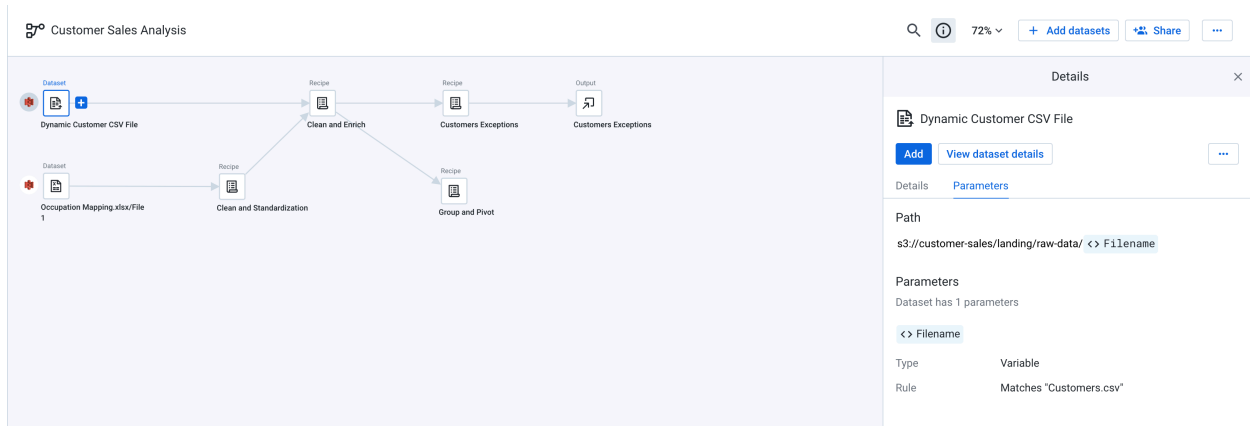 Customer Sales Analysis
72%
+ Add datasets
Share
...
Dataset
Dynamic Customer CSV File
Recipe
Clean and Enrich
Recipe
Customers Exceptions
Output
Customers Exceptions
Dataset
Occupation Mapping.xlsx/File
1
Recipe
Clean and Standardization
Recipe
Group and Pivot
Details
Dynamic Customer CSV File
Add
View dataset details
...
Details
Parameters
Path
s3://customer-sales/landing/raw-data/ <> Filename
Parameters
Dataset has 1 parameters
<> Filename
Type Variable
Rule Matches "Customers.csv"